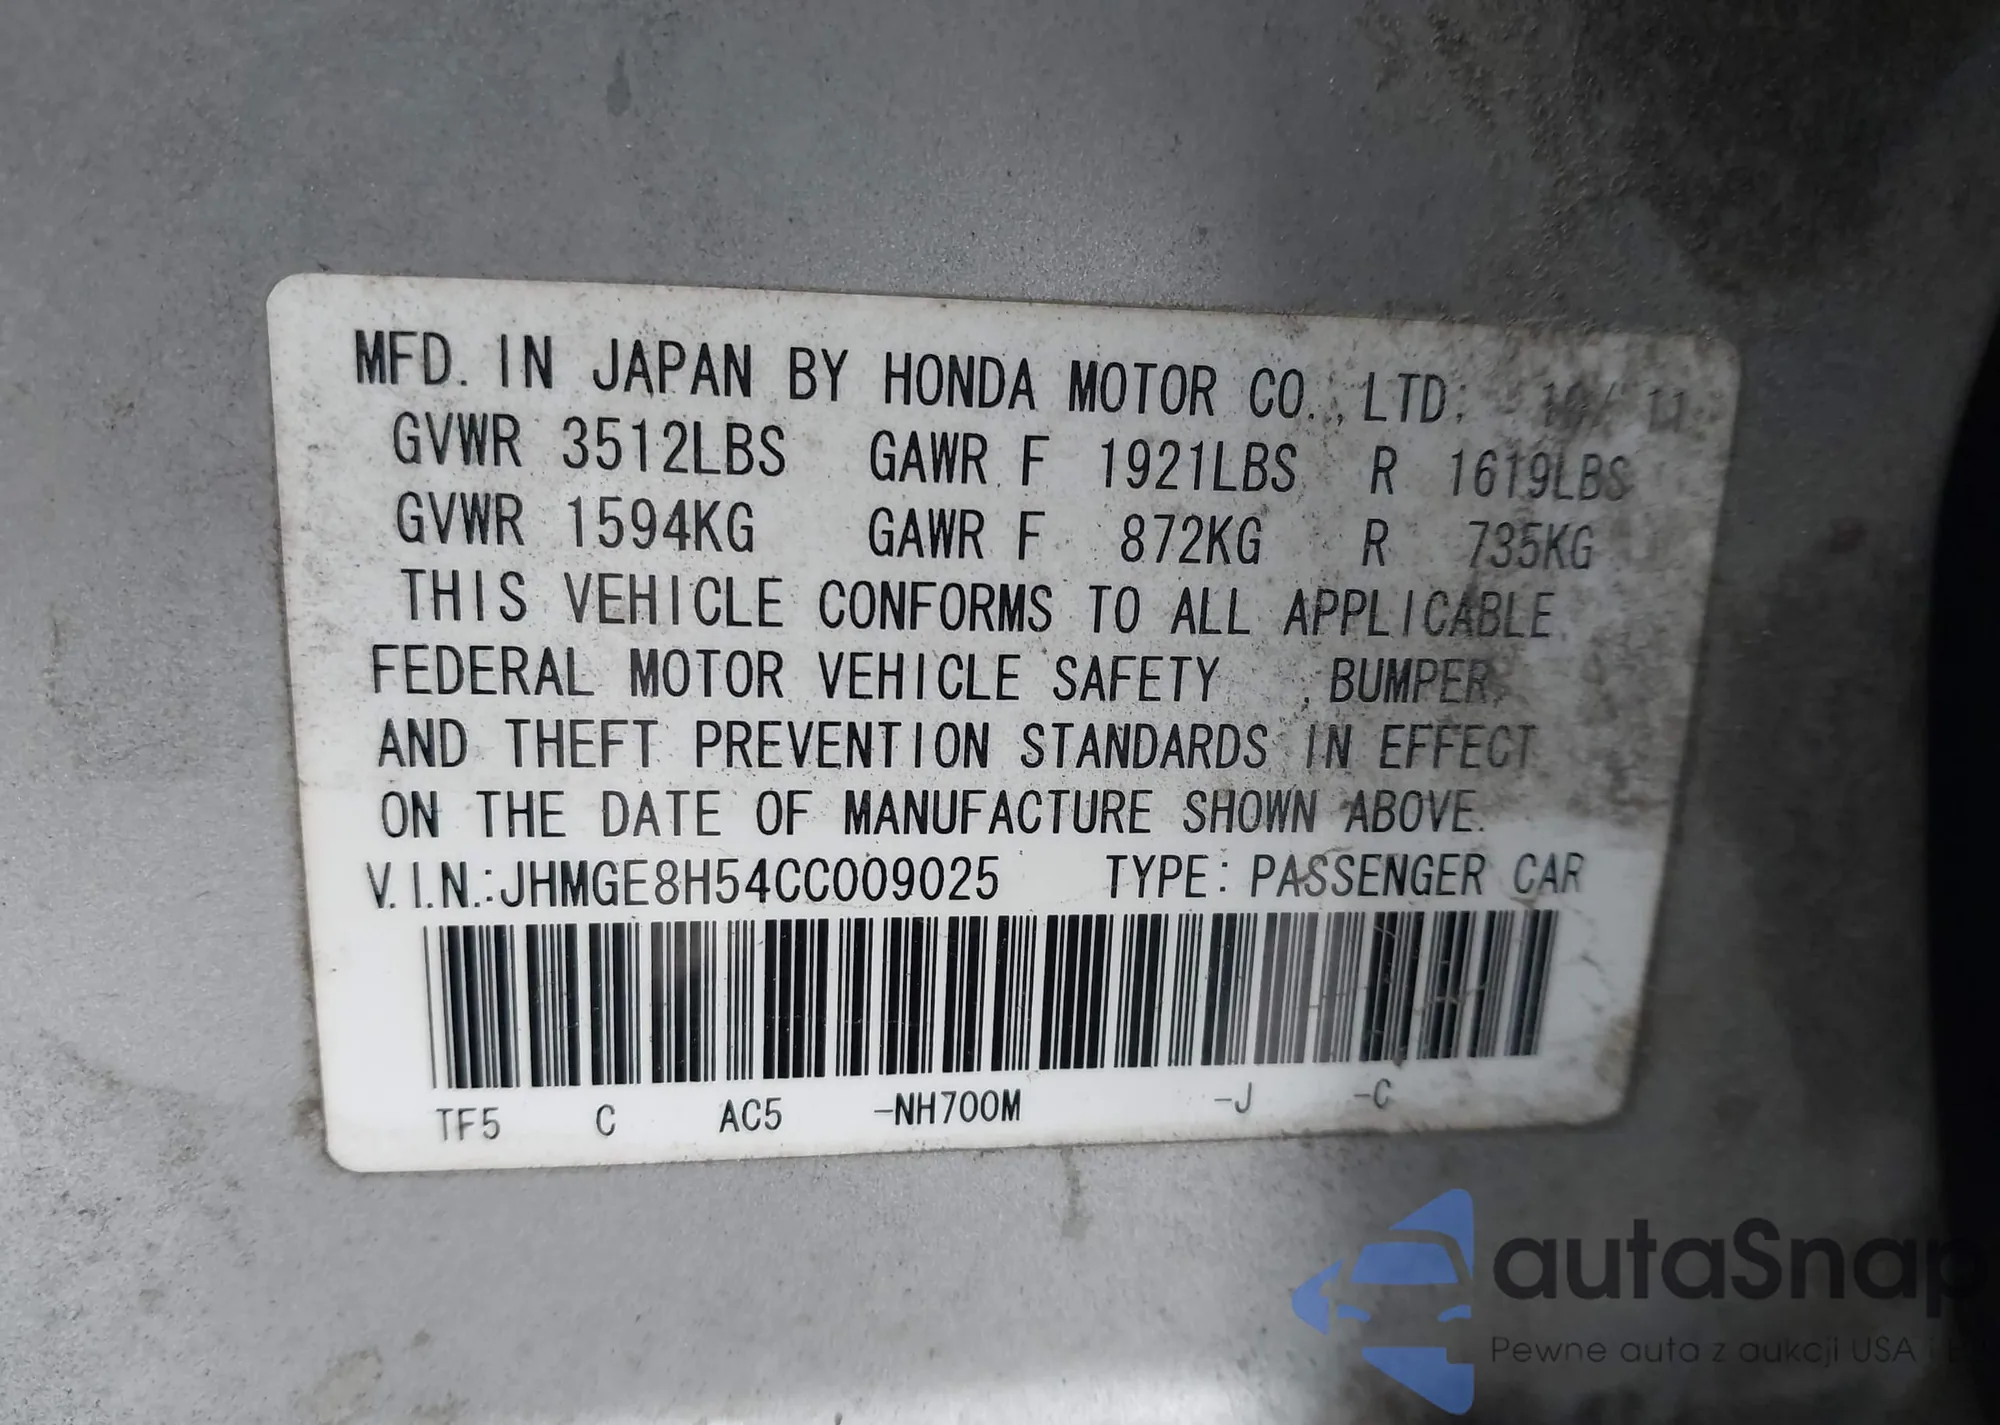 MFD. IN JAPAN BY HONDA MOTOR CO., LTD. 10/ 11
GVWR 3512LBS GAWR F 1921LBS R 1619LBS
GVWR 1594KG GAWR F 872KG R 735KG
THIS VEHICLE CONFORMS TO ALL APPLICABLE
FEDERAL MOTOR VEHICLE SAFETY , BUMPER,
AND THEFT PREVENTION STANDARDS IN EFFECT
ON THE DATE OF MANUFACTURE SHOWN ABOVE.
V.I.N.:JHMGE8H54CC009025 TYPE: PASSENGER CAR
TF5 C AC5 -NH700M -J -C
autaSnap
Pewne auta z aukcji USA i